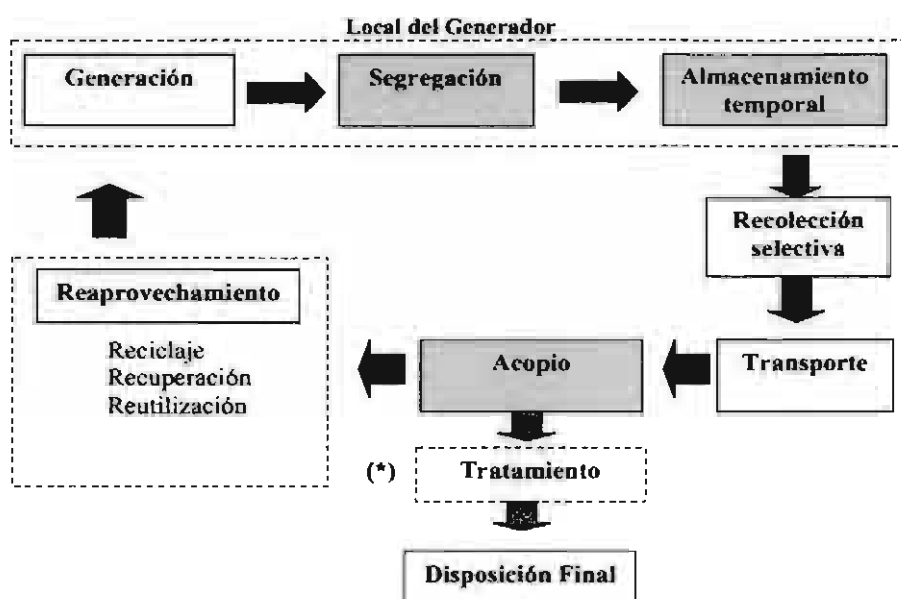 Local del Generador
Generación
Segregación
Almacenamiento
temporal
Recolección
selectiva
Reaprovechamiento
Reciclaje
Recuperación
Reutilización
Acopio
Transporte
(*)
Tratamiento
Disposición Final